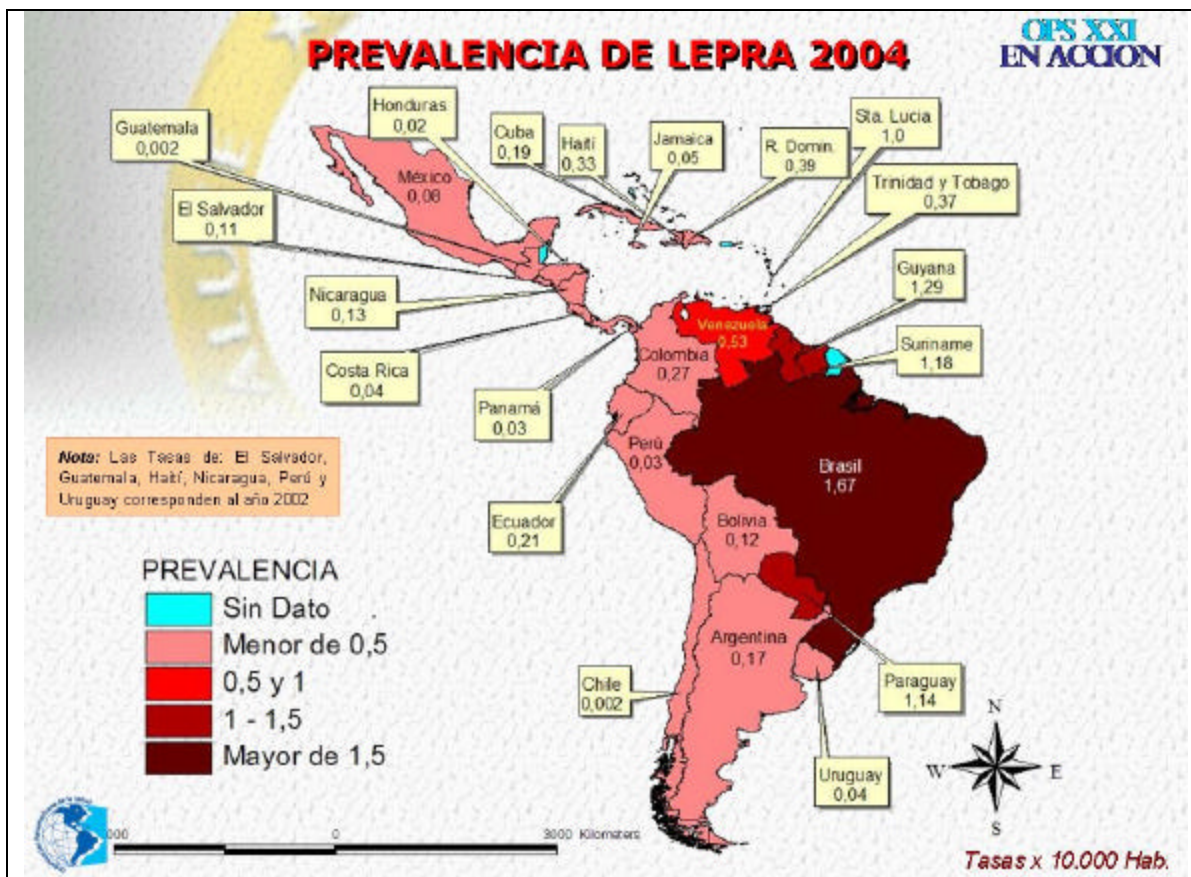 PREVALENCIA DE LEPRA 2004
OPS XXI
EN ACCION
Honduras
0,02
Guatemala
0,002
Cuba
0,19
Haití
0,33
Jamaica
0,05
R. Domin.
0,39
Sta. Lucia
1,0
Trinidad y Tobago
0,37
México
0,08
El Salvador
0,11
Guyana
1,29
Nicaragua
0,13
Venezuela
0,53
Suriname
1,18
Colombia
0,27
Costa Rica
0,04
Panamá
0,03
Perú
0,03
Brasil
1,67
Nota: Las Tasas de: El Salvador,
Guatemala, Haití, Nicaragua, Perú y
Uruguay corresponden al año 2002
Ecuador
0,21
Bolivia
0,12
PREVALENCIA
Sin Dato
Menor de 0,5
0,5 y 1
1 - 1,5
Mayor de 1,5
Argentina
0,17
Chile
0,002
Paraguay
1,14
Uruguay
0,04
N
W
E
S
0
3000 Kilometers
Tasas x 10.000 Hab.